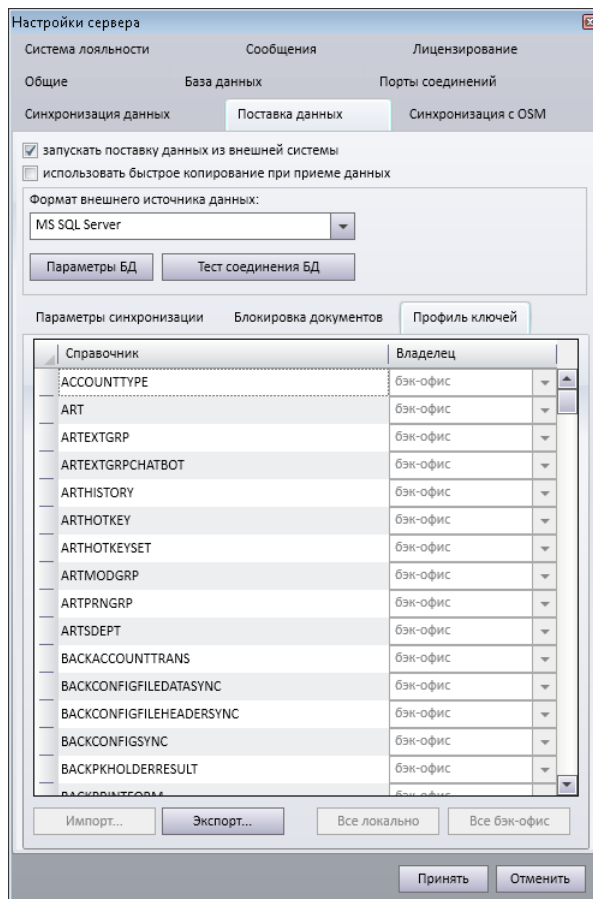 Настройки сервера
Система лояльности Сообщения Лицензирование
Общие База данных Порты соединений
Синхронизация данных Поставка данных Синхронизация с OSM
запускать поставку данных из внешней системы
использовать быстрое копирование при приеме данных
Формат внешнего источника данных:
MS SQL Server
Параметры БД Тест соединения БД
Параметры синхронизации Блокировка документов Профиль ключей
Справочник Владелец
ACCOUNTTYPE бэк-офис
ART бэк-офис
ARTEXTGRP бэк-офис
ARTEXTGRPCHATBOT бэк-офис
ARTHISTORY бэк-офис
ARTHOTKEY бэк-офис
ARTHOTKEYSET бэк-офис
ARTMODGRP бэк-офис
ARTPRNGRP бэк-офис
ARTSDEPT бэк-офис
BACKACCOUNTTRANS бэк-офис
BACKCONFIGFILEDATASYNC бэк-офис
BACKCONFIGFILEHEADERSYNC бэк-офис
BACKCONFIGSYNC бэк-офис
BACKPKHOLDERRESULT бэк-офис
BACKPRINTFORM бэк-офис
Импорт... Экспорт... Все локально Все бэк-офис
Принять Отменить